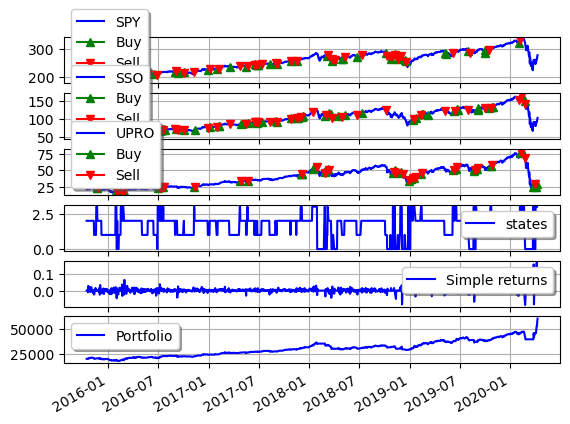 SPY
Buy
Sell
300
200
SSO
Buy
Sell
150
100
50
UPRO
Buy
Sell
75
50
25
states
2.5
0.0
Simple returns
0.1
0.0
Portfolio
50000
25000
2016-01 2016-07 2017-01 2017-07 2018-01 2018-07 2019-01 2019-07 2020-01